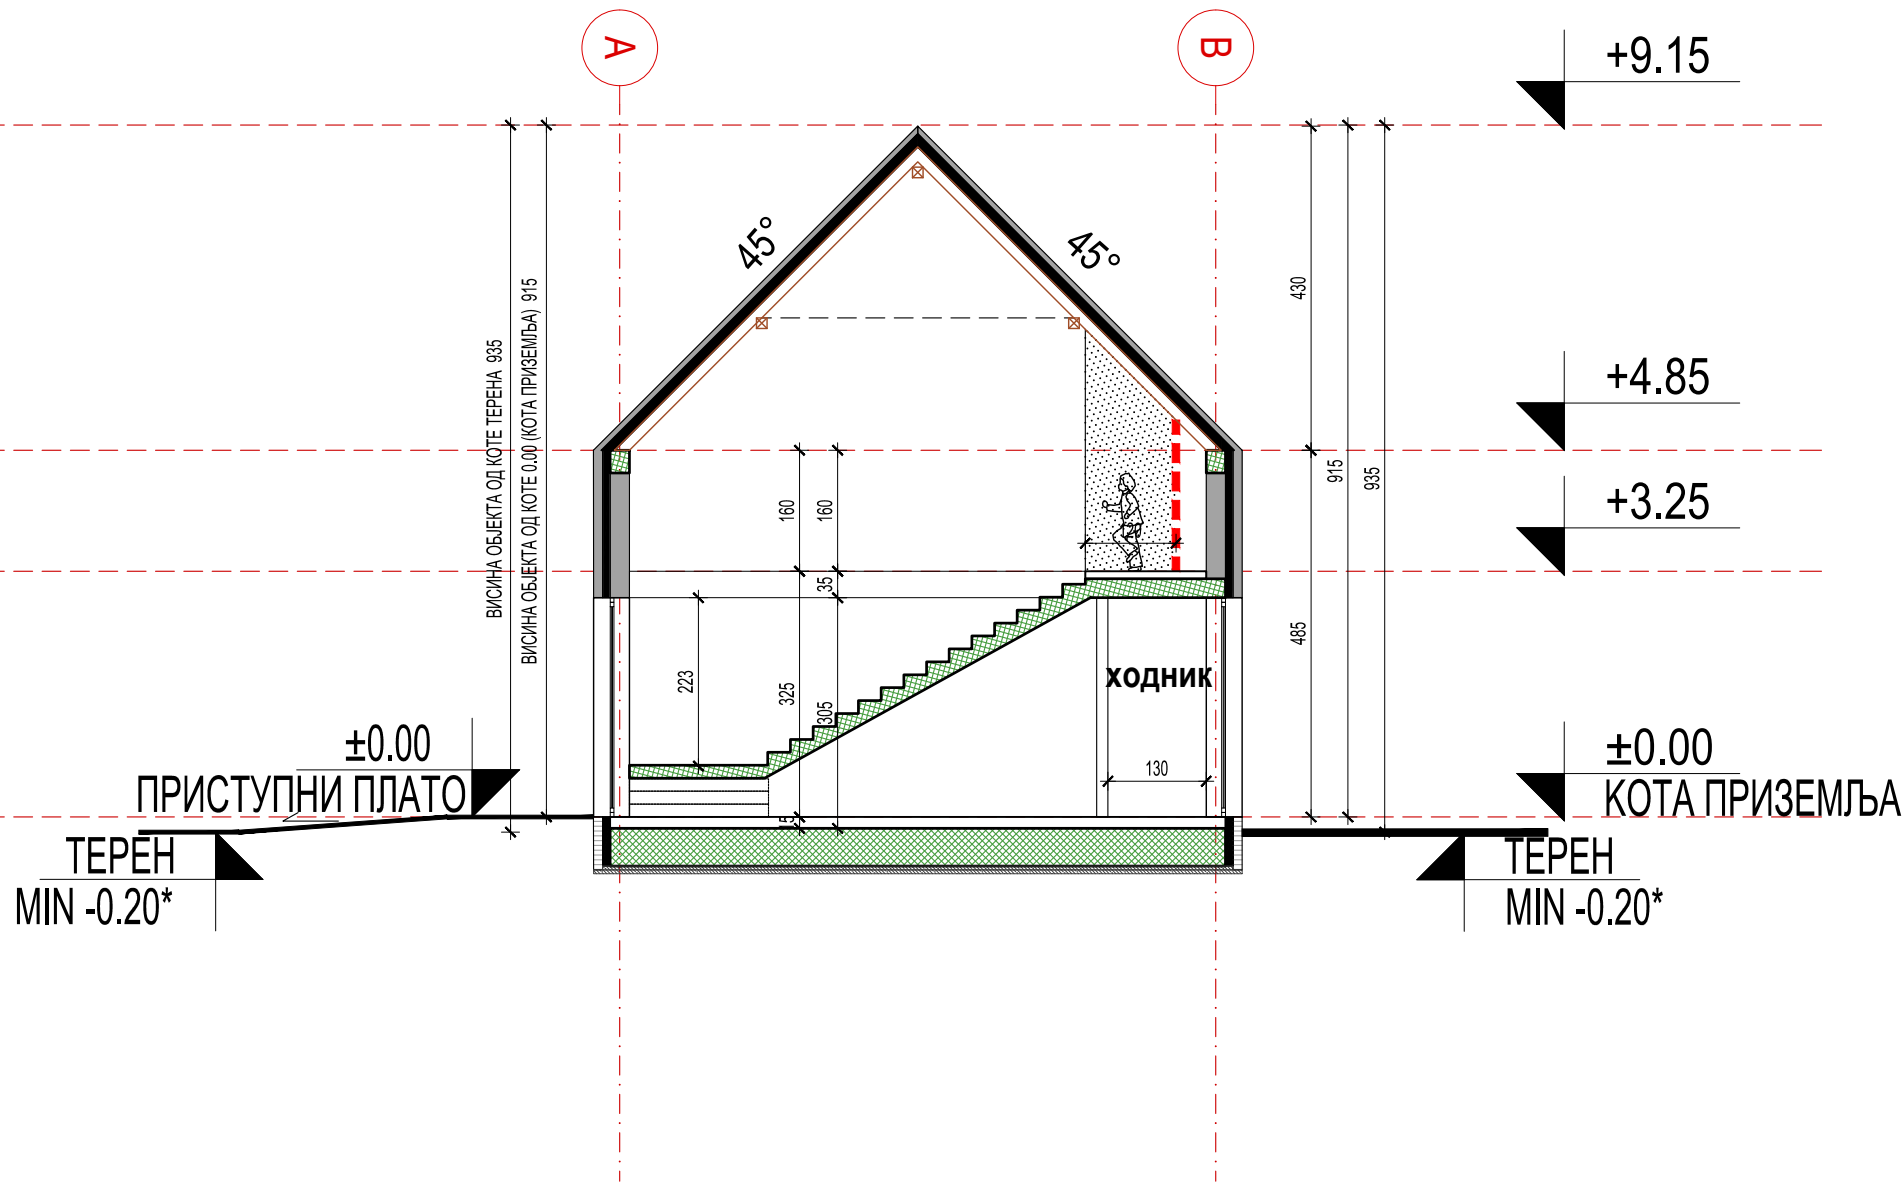 A
B
+9.15
45°
45°
430
ВИСИНА ОБЈЕКТА ОД КОТЕ ТЕРЕНА 935
ВИСИНА ОБЈЕКТА ОД КОТЕ 0.00 (КОТА ПРИЗЕМЉА) 915
+4.85
915
935
+3.25
160
160
35
485
223
325
305
ходник
130
±0.00
ПРИСТУПНИ ПЛАТО
±0.00
КОТА ПРИЗЕМЉА
15
ТЕРЕН
MIN -0.20*
ТЕРЕН
MIN -0.20*